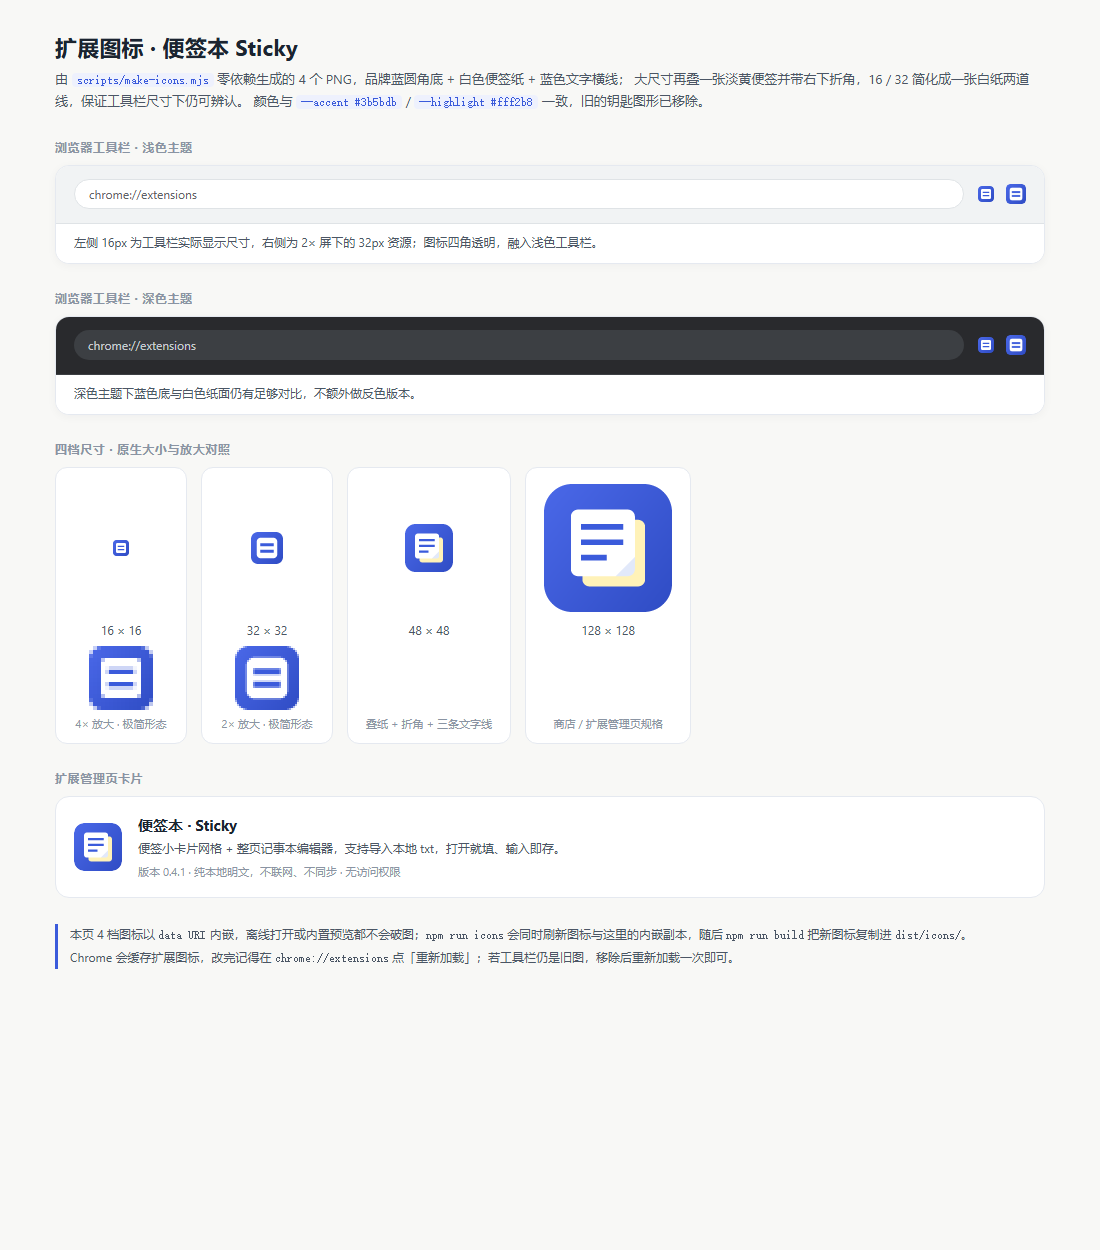 扩展图标 · 便签本 Sticky
由 scripts/make-icons.mjs 零依赖生成的 4 个 PNG，品牌蓝圆角底 + 白色便签纸 + 蓝色文字横线； 大尺寸再叠一张淡黄便签并带右下折角，16 / 32 简化成一张白纸两道
线，保证工具栏尺寸下仍可辨认。 颜色与 --accent #3b5bdb / --highlight #fff2b8 一致，旧的钥匙图形已移除。
浏览器工具栏 · 浅色主题
chrome://extensions
左侧 16px 为工具栏实际显示尺寸，右侧为 2× 屏下的 32px 资源；图标四角透明，融入浅色工具栏。
浏览器工具栏 · 深色主题
chrome://extensions
深色主题下蓝色底与白色纸面仍有足够对比，不额外做反色版本。
四档尺寸 · 原生大小与放大对照
16 × 16
32 × 32
48 × 48
128 × 128
4× 放大 · 极简形态
2× 放大 · 极简形态
叠纸 + 折角 + 三条文字线
商店 / 扩展管理页规格
扩展管理页卡片
便签本 · Sticky
便签小卡片网格 + 整页记事本编辑器，支持导入本地 txt，打开就填、输入即存。
版本 0.4.1 · 纯本地明文，不联网、不同步 · 无访问权限
本页 4 档图标以 data URI 内嵌，离线打开或内置预览都不会破图；npm run icons 会同时刷新图标与这里的内嵌副本，随后 npm run build 把新图标复制进 dist/icons/。
Chrome 会缓存扩展图标，改完记得在 chrome://extensions 点「重新加载」；若工具栏仍是旧图，移除后重新加载一次即可。